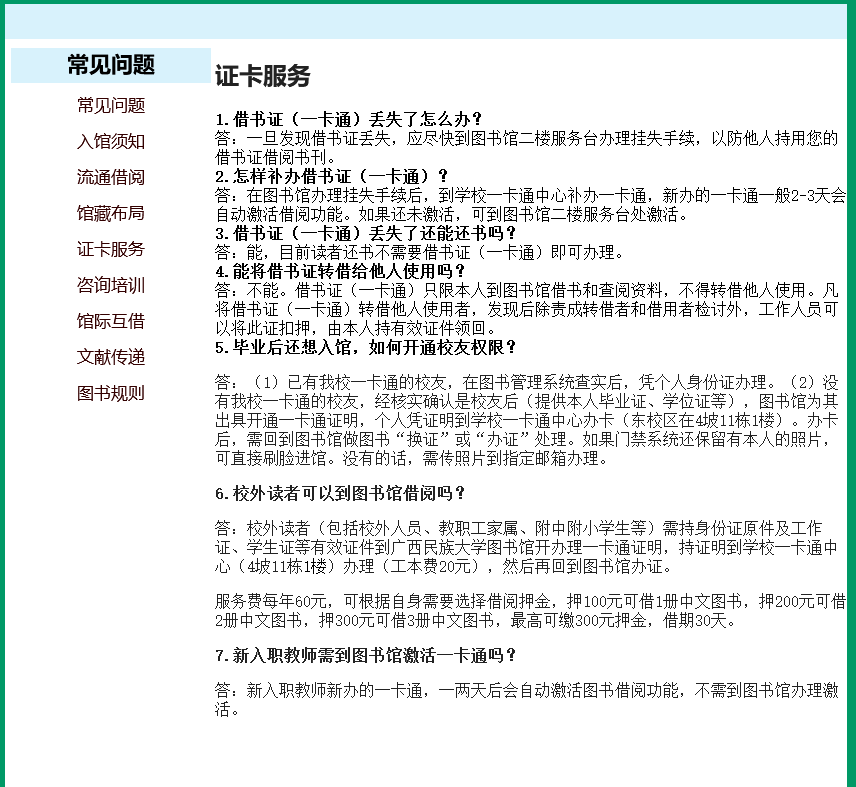 常见问题
常见问题
入馆须知
流通借阅
馆藏布局
证卡服务
咨询培训
馆际互借
文献传递
图书规则
证卡服务
1.借书证（一卡通）丢失了怎么办？
答：一旦发现借书证丢失，应尽快到图书馆二楼服务台办理挂失手续，以防他人持用您的
借书证借阅书刊。
2.怎样补办借书证（一卡通）？
答：在图书馆办理挂失手续后，到学校一卡通中心补办一卡通，新办的一卡通一般2-3天会
自动激活借阅功能。如果还未激活，可到图书馆二楼服务台处激活。
3.借书证（一卡通）丢失了还能还书吗？
答：能，目前读者还书不需要借书证（一卡通）即可办理。
4.能将借书证转借给他人使用吗？
答：不能。借书证（一卡通）只限本人到图书馆借书和查阅资料，不得转借他人使用。凡
将借书证（一卡通）转借他人使用者，发现后除责成转借者和借用者检讨外，工作人员可
以将此证扣押，由本人持有效证件领回。
5.毕业后还想入馆，如何开通校友权限？
答：（1）已有我校一卡通的校友，在图书管理系统查实后，凭个人身份证办理。（2）没
有我校一卡通的校友，经核实确认是校友后（提供本人毕业证、学位证等），图书馆为其
出具开通一卡通证明，个人凭证明到学校一卡通中心办卡（东校区在4坡11栋1楼）。办卡
后，需回到图书馆做图书“换证”或“办证”处理。如果门禁系统还保留有本人的照片，
可直接刷脸进馆。没有的话，需传照片到指定邮箱办理。
6.校外读者可以到图书馆借阅吗？
答：校外读者（包括校外人员、教职工家属、附中附小学生等）需持身份证原件及工作
证、学生证等有效证件到广西民族大学图书馆开办理一卡通证明，持证明到学校一卡通中
心（4坡11栋1楼）办理（工本费20元），然后再回到图书馆办证。
服务费每年60元，可根据自身需要选择借阅押金，押100元可借1册中文图书，押200元可借
2册中文图书，押300元可借3册中文图书，最高可缴300元押金，借期30天。
7.新入职教师需到图书馆激活一卡通吗？
答：新入职教师新办的一卡通，一两天后会自动激活图书借阅功能，不需到图书馆办理激
活。